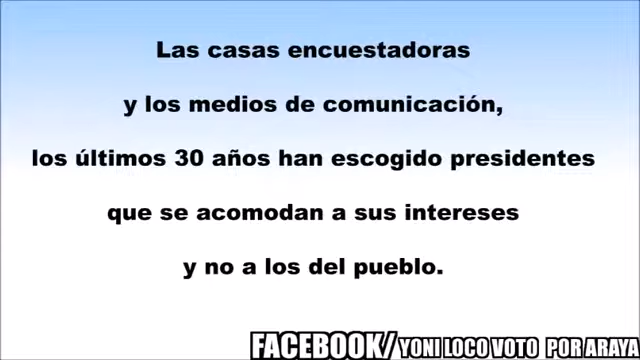 Las casas encuestadoras
y los medios de comunicación,
los últimos 30 años han escogido presidentes
que se acomodan a sus intereses
y no a los del pueblo.
FACEBOOK/YONI LOCO VOTO POR ARAYA